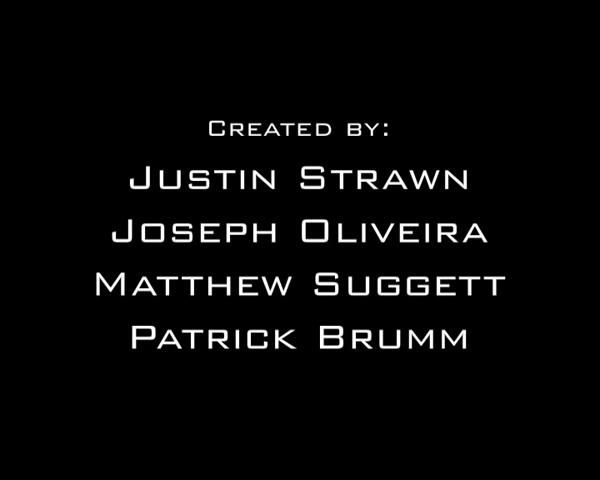 Created by:
Justin Strawn
Joseph Oliveira
Matthew Suggett
Patrick Brumm